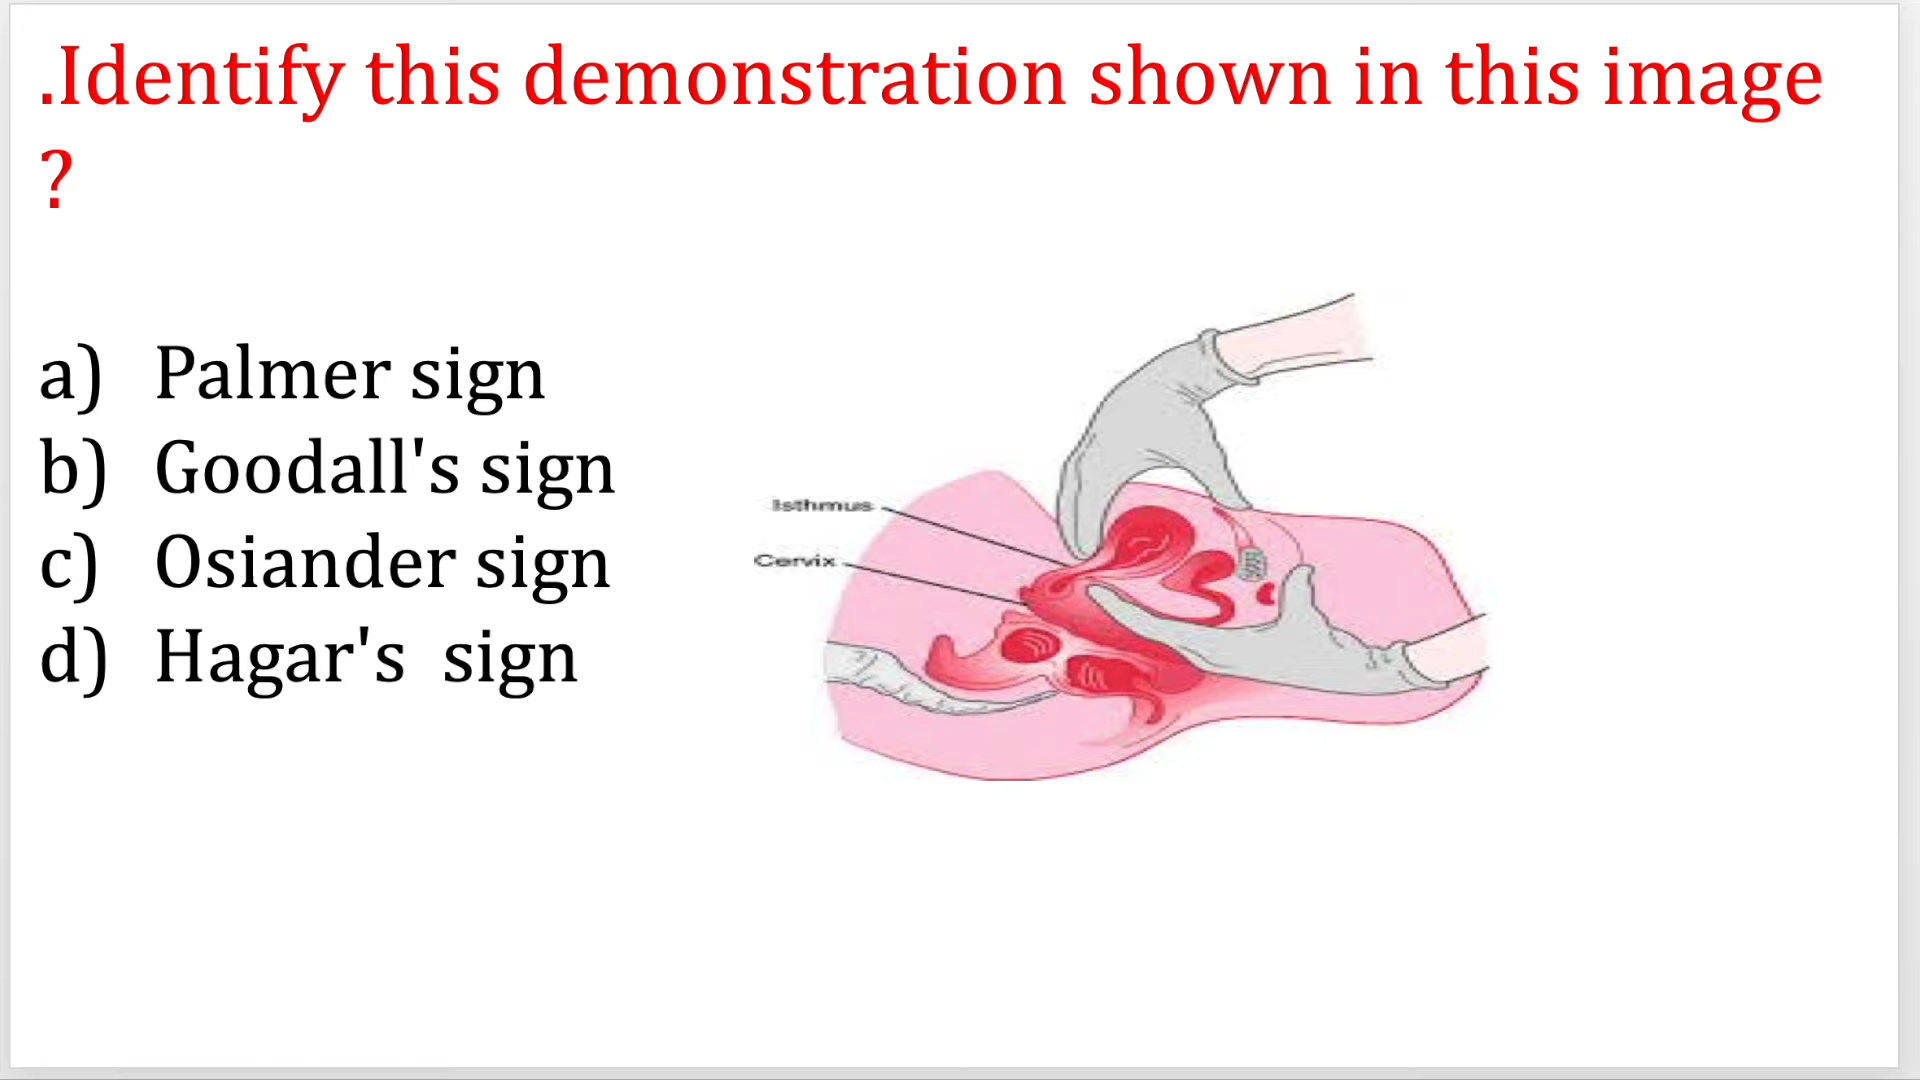 .Identify this demonstration shown in this image
?
a) Palmer sign
b) Goodall's sign
c) Osiander sign
d) Hagar's sign
Isthmus
Cervix